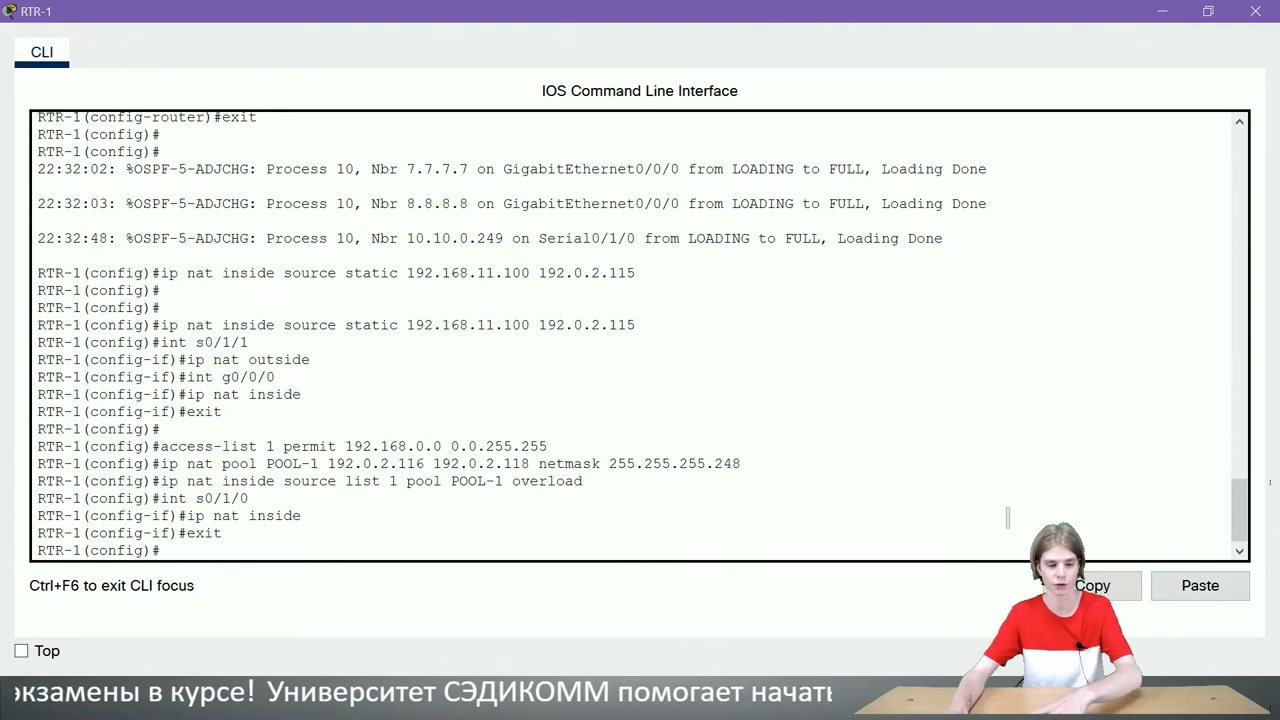 RTR-1
CLI
IOS Command Line Interface
RTR-1(config-router)#exit
RTR-1(config)#
RTR-1(config)#
22:32:02: %OSPF-5-ADJCHG: Process 10, Nbr 7.7.7.7 on GigabitEthernet0/0/0 from LOADING to FULL, Loading Done
22:32:03: %OSPF-5-ADJCHG: Process 10, Nbr 8.8.8.8 on GigabitEthernet0/0/0 from LOADING to FULL, Loading Done
22:32:48: %OSPF-5-ADJCHG: Process 10, Nbr 10.10.0.249 on Serial0/1/0 from LOADING to FULL, Loading Done
RTR-1(config)#ip nat inside source static 192.168.11.100 192.0.2.115
RTR-1(config)#
RTR-1(config)#
RTR-1(config)#ip nat inside source static 192.168.11.100 192.0.2.115
RTR-1(config)#int s0/1/1
RTR-1(config-if)#ip nat outside
RTR-1(config-if)#int g0/0/0
RTR-1(config-if)#ip nat inside
RTR-1(config-if)#exit
RTR-1(config)#
RTR-1(config)#access-list 1 permit 192.168.0.0 0.0.255.255
RTR-1(config)#ip nat pool POOL-1 192.0.2.116 192.0.2.118 netmask 255.255.255.248
RTR-1(config)#ip nat inside source list 1 pool POOL-1 overload
RTR-1(config)#int s0/1/0
RTR-1(config-if)#ip nat inside
RTR-1(config-if)#exit
RTR-1(config)#
Ctrl+F6 to exit CLI focus
Copy
Paste
Top
экзамены в курсе! Университет СЭДИКОММ помогает начать